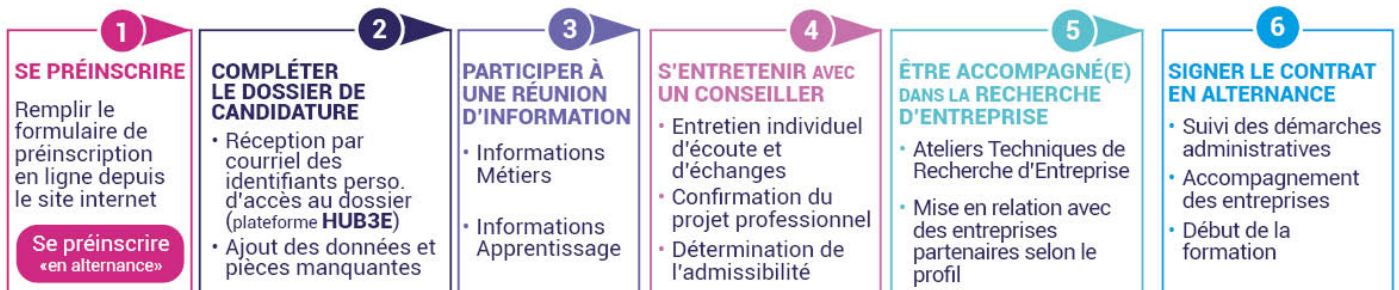 1
SE PRÉINSCRIRE
Remplir le
formulaire de
préinscription
en ligne depuis
le site internet
Se préinscrire
«en alternance»
2
COMPLÉTER
LE DOSSIER DE
CANDIDATURE
• Réception par
courriel des
identifiants perso.
d'accès au dossier
(plateforme HUB3E)
• Ajout des données et
pièces manquantes
3
PARTICIPER À
UNE RÉUNION
D'INFORMATION
• Informations
Métiers
• Informations
Apprentissage
4
S'ENTRETENIR AVEC
UN CONSEILLER
• Entretien individuel
d'écoute et
d'échanges
• Confirmation du
projet professionnel
• Détermination de
l'admissibilité
5
ÊTRE ACCOMPAGNÉ(E)
DANS LA RECHERCHE
D'ENTREPRISE
• Ateliers Techniques de
Recherche d'Entreprise
• Mise en relation avec
des entreprises
partenaires selon le
profil
6
SIGNER LE CONTRAT
EN ALTERNANCE
• Suivi des démarches
administratives
• Accompagnement
des entreprises
• Début de la
formation